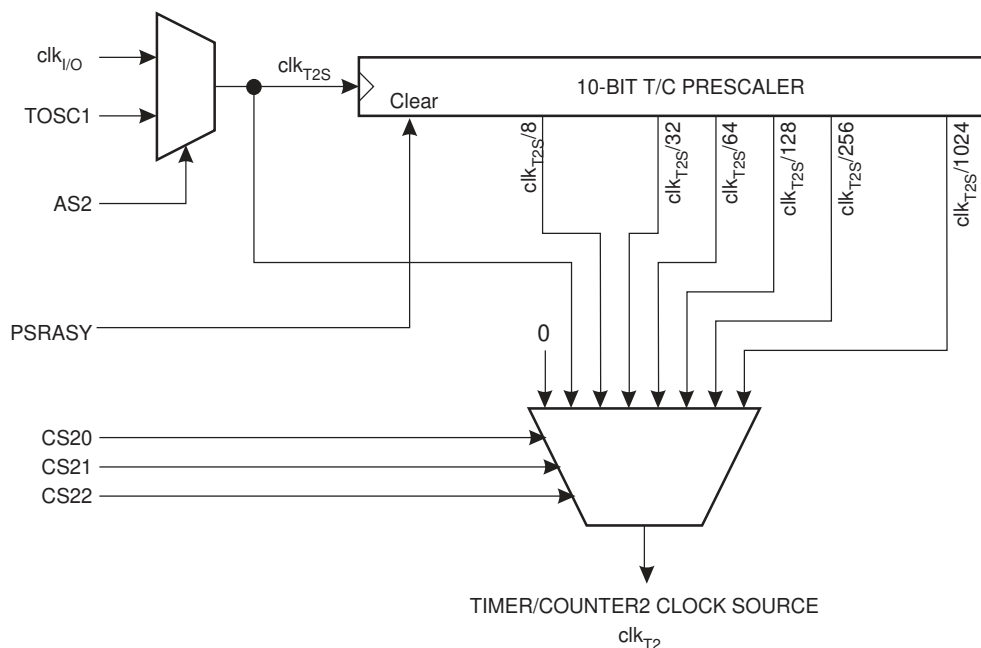 clkI/O
TOSC1
AS2
clkT2S
10-BIT T/C PRESCALER
Clear
clkT2S/8
clkT2S/32
clkT2S/64
clkT2S/128
clkT2S/256
clkT2S/1024
PSRASY
0
CS20
CS21
CS22
TIMER/COUNTER2 CLOCK SOURCE
clkT2